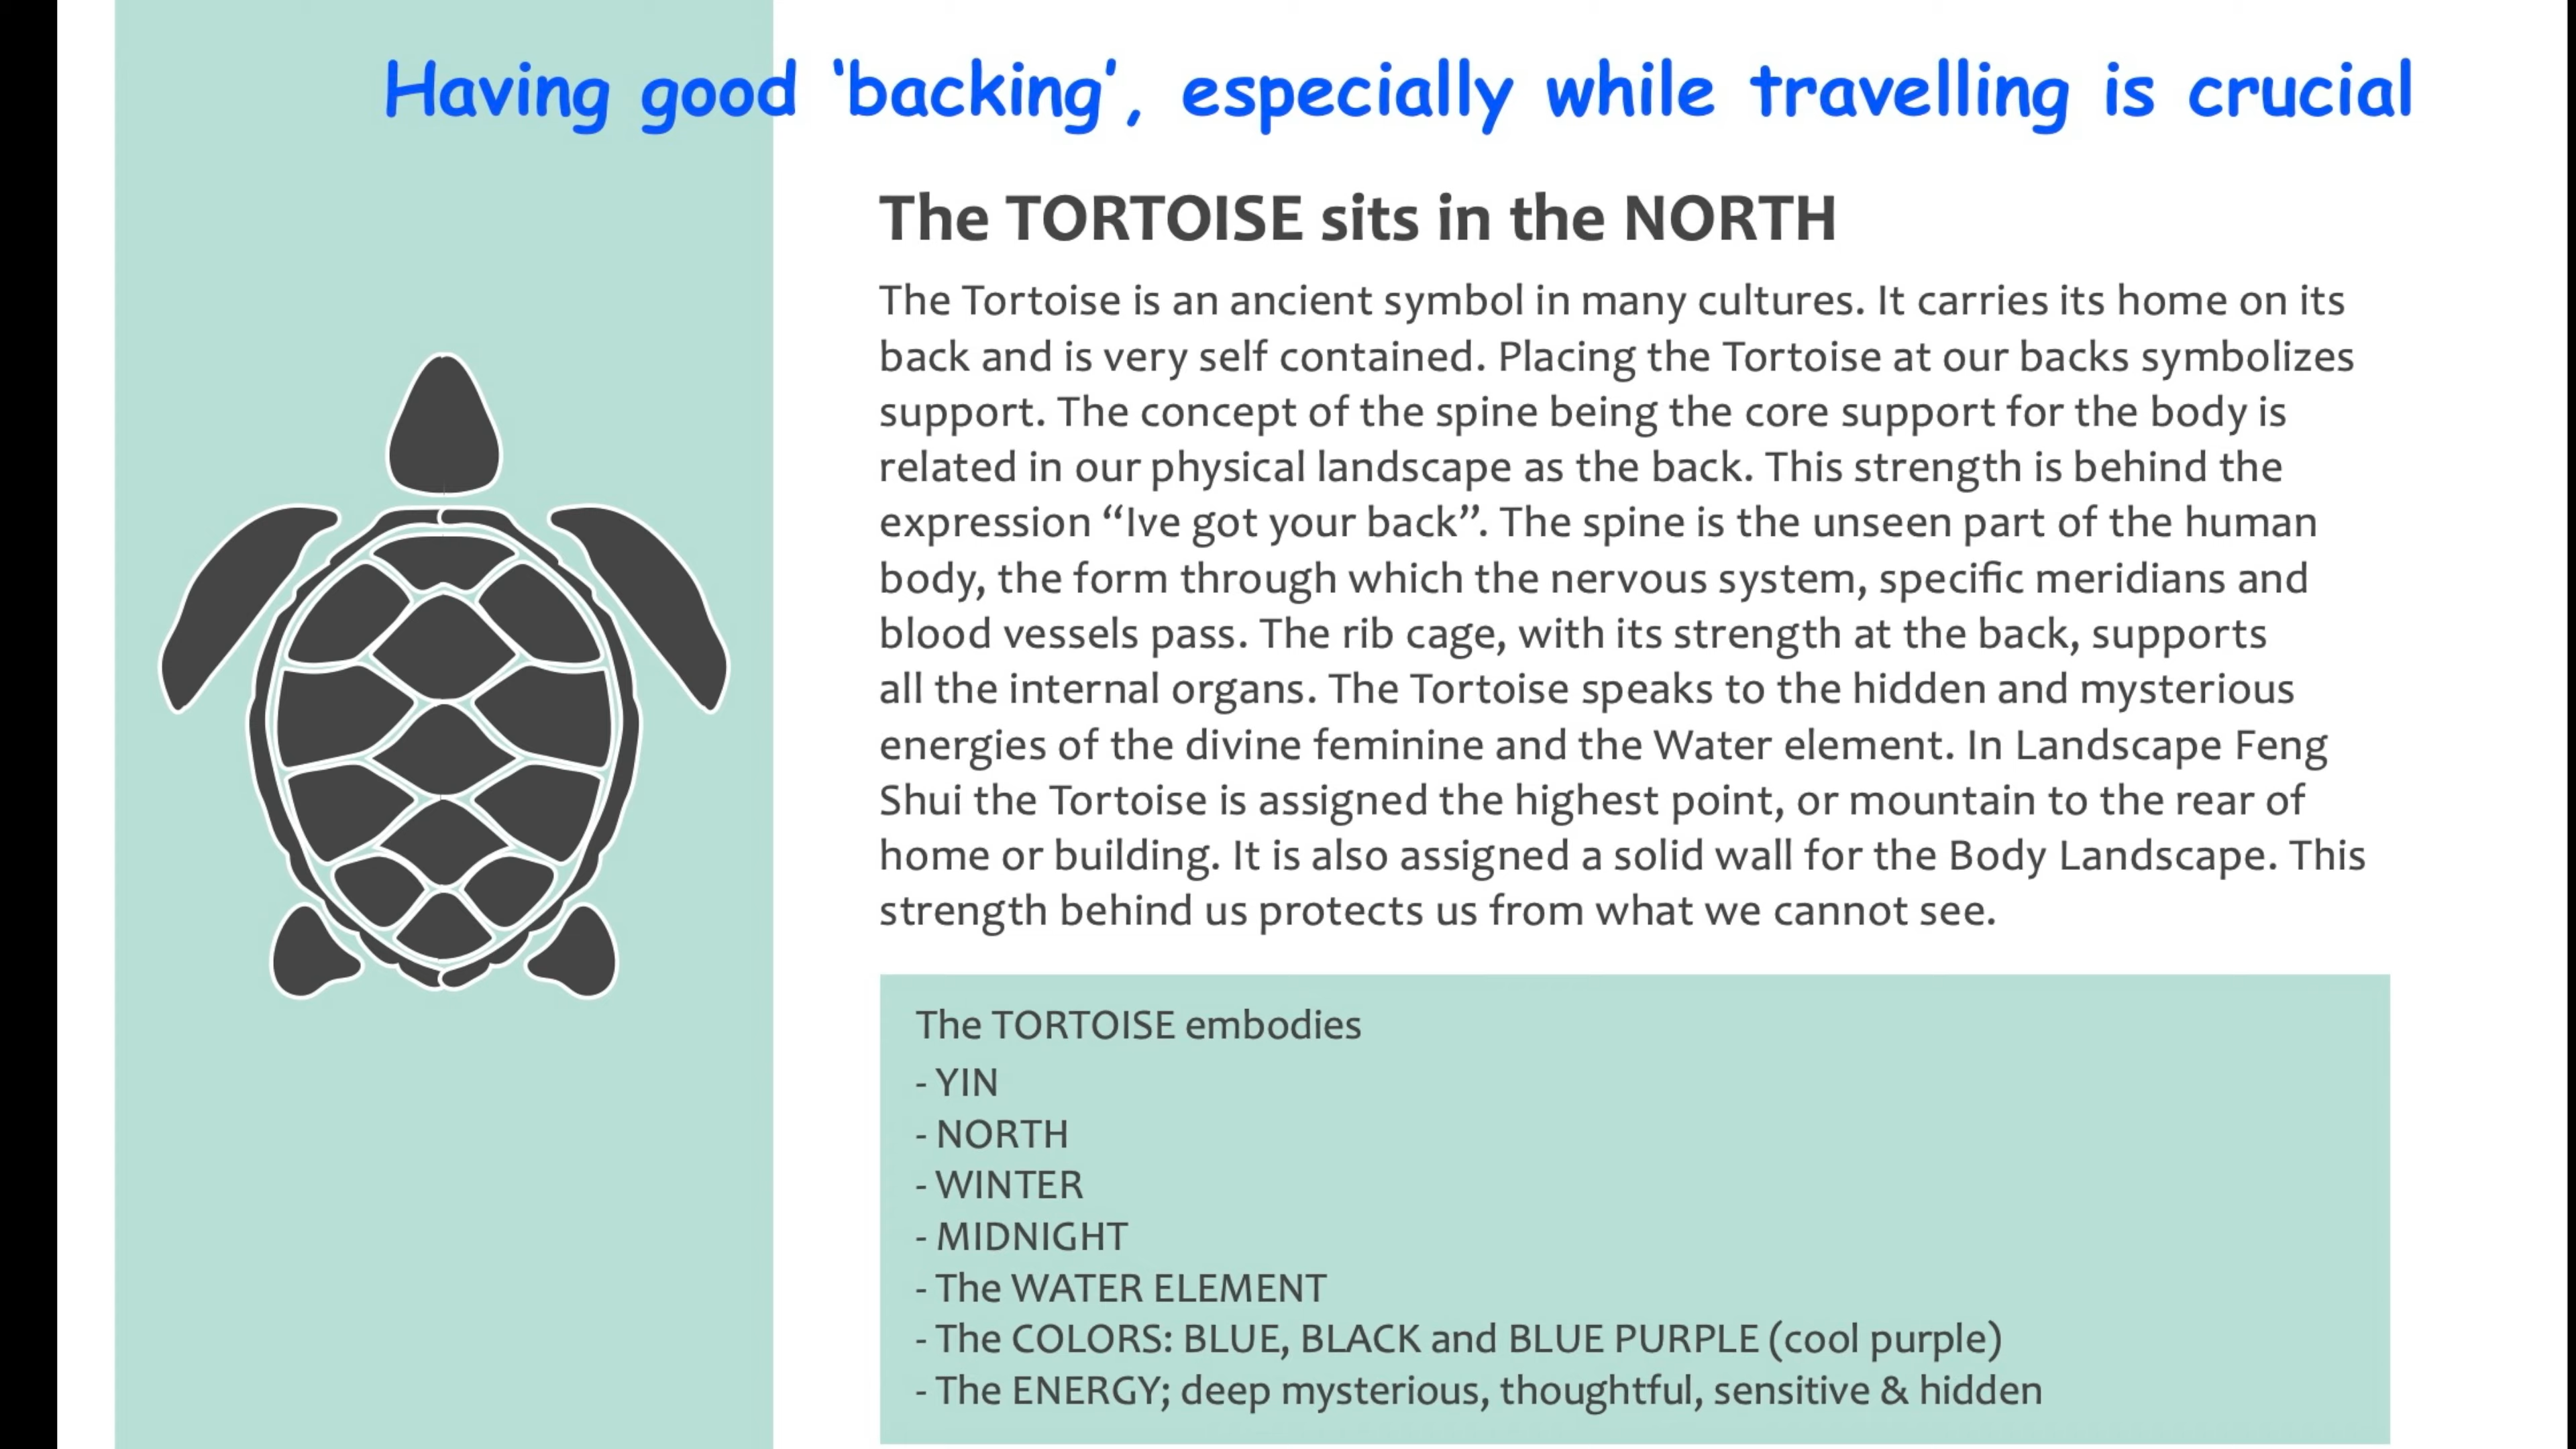 Having good ‘backing’, especially while travelling is crucial
The TORTOISE sits in the NORTH
The Tortoise is an ancient symbol in many cultures. It carries its home on its
back and is very self contained. Placing the Tortoise at our backs symbolizes
support. The concept of the spine being the core support for the body is
related in our physical landscape as the back. This strength is behind the
expression “Ive got your back”. The spine is the unseen part of the human
body, the form through which the nervous system, specific meridians and
blood vessels pass. The rib cage, with its strength at the back, supports
all the internal organs. The Tortoise speaks to the hidden and mysterious
energies of the divine feminine and the Water element. In Landscape Feng
Shui the Tortoise is assigned the highest point, or mountain to the rear of
home or building. It is also assigned a solid wall for the Body Landscape. This
strength behind us protects us from what we cannot see.
The TORTOISE embodies
- YIN
- NORTH
- WINTER
- MIDNIGHT
- The WATER ELEMENT
- The COLORS: BLUE, BLACK and BLUE PURPLE (cool purple)
- The ENERGY; deep mysterious, thoughtful, sensitive & hidden